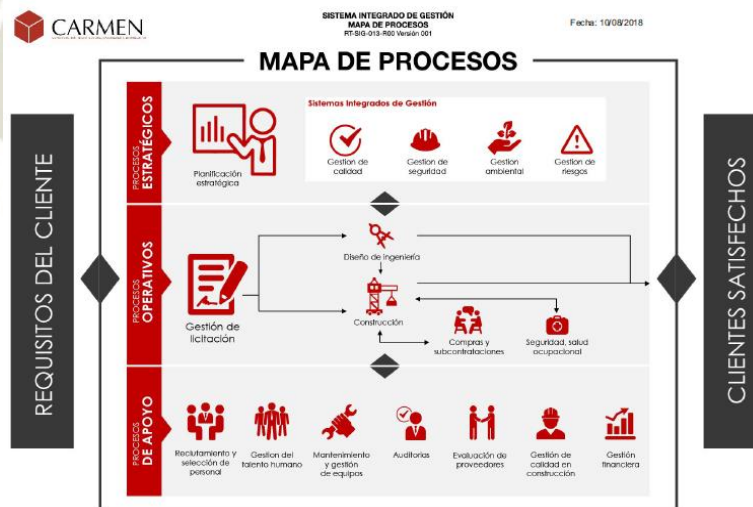 CARMEN
SISTEMA INTEGRADO DE GESTIÓN
MAPA DE PROCESOS
RT-SIG-013-R00 Versión 001
Fecha: 10/08/2018
MAPA DE PROCESOS
REQUISITOS DEL CLIENTE
PROCESOS
ESTRATÉGICOS
Planificación
estratégica
Sistemas Integrados de Gestión
Gestion de
calidad
Gestion de
seguridad
Gestion
ambiental
Gestion de
riesgos
PROCESOS
OPERATIVOS
Gestión de
licitación
Diseño de ingeniería
Construcción
Compras y
subcontrataciones
Seguridad, salud
ocupacional
PROCESOS
DE APOYO
Reclutamiento y
selección de
personal
Gestion del
talento humano
Mantenimiento
y gestión
de equipos
Auditorias
Evaluación de
proveedores
Gestión de
calidad en
construcción
Gestión
financiera
CLIENTES SATISFECHOS